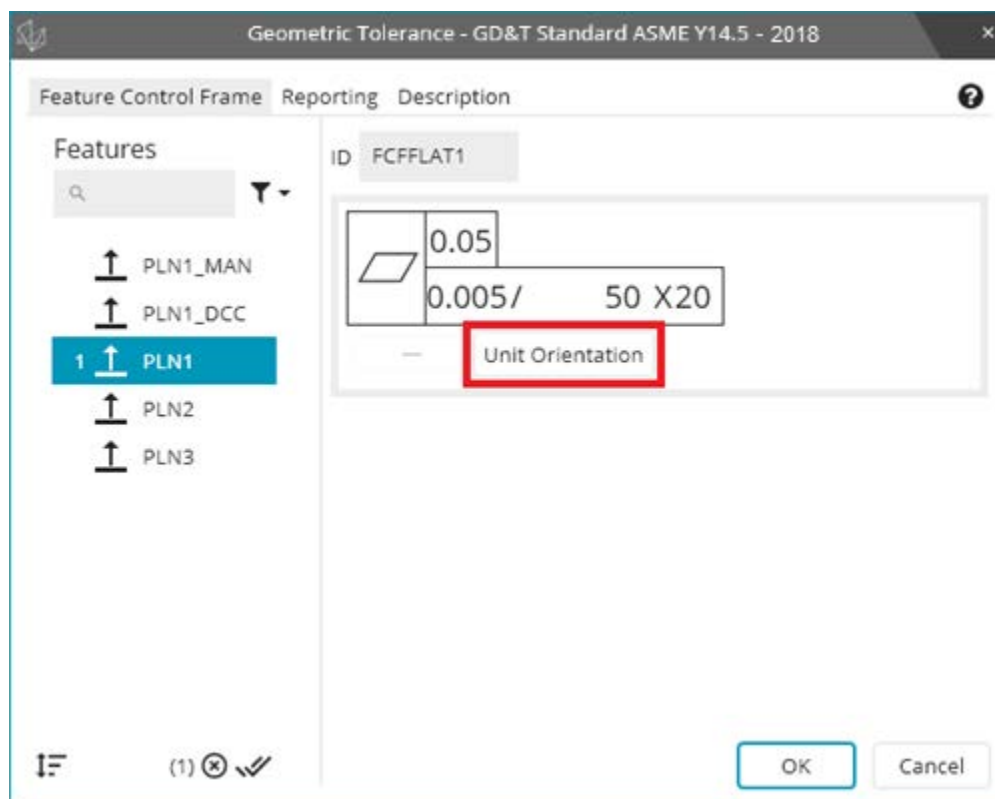 Geometric Tolerance - GD&T Standard ASME Y14.5 - 2018
Feature Control Frame Reporting Description
Features
ID FCFFLAT1
0.05
0.005/ 50 X20
Unit Orientation
PLN1_MAN
PLN1_DCC
1 PLN1
PLN2
PLN3
(1)
OK Cancel